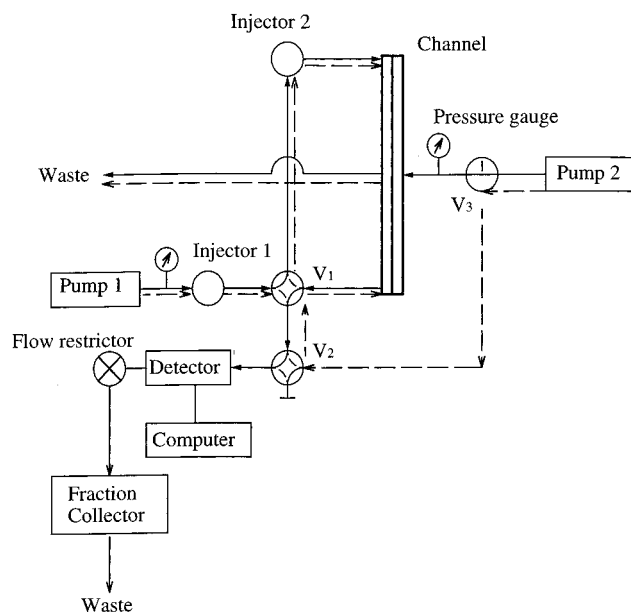 Injector 2
Channel
Pressure gauge
Waste
Pump 2
V3
Injector 1
V1
Pump 1
Flow restrictor
V2
Detector
Computer
Fraction
Collector
Waste